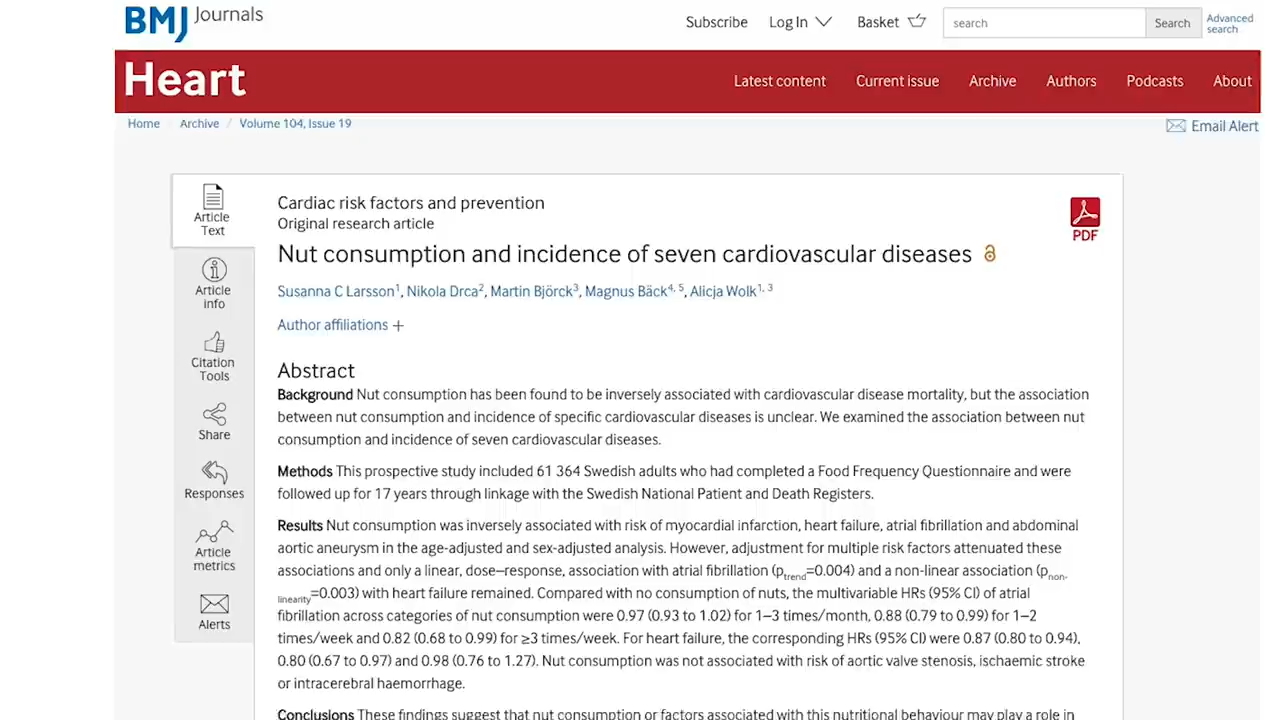 BMJ Journals
Subscribe Log In Basket search Search Advanced search
Heart
Latest content Current issue Archive Authors Podcasts About
Home Archive / Volume 104, Issue 19
Email Alert
Article Text
Article info
Citation Tools
Share
Responses
Article metrics
Alerts
Cardiac risk factors and prevention
Original research article
PDF
Nut consumption and incidence of seven cardiovascular diseases
Susanna C Larsson1, Nikola Drca2, Martin Björck3, Magnus Bäck4, 5, Alicja Wolk1, 3
Author affiliations +
Abstract
Background Nut consumption has been found to be inversely associated with cardiovascular disease mortality, but the association
between nut consumption and incidence of specific cardiovascular diseases is unclear. We examined the association between nut
consumption and incidence of seven cardiovascular diseases.
Methods This prospective study included 61 364 Swedish adults who had completed a Food Frequency Questionnaire and were
followed up for 17 years through linkage with the Swedish National Patient and Death Registers.
Results Nut consumption was inversely associated with risk of myocardial infarction, heart failure, atrial fibrillation and abdominal
aortic aneurysm in the age-adjusted and sex-adjusted analysis. However, adjustment for multiple risk factors attenuated these
associations and only a linear, dose–response, association with atrial fibrillation (ptrend=0.004) and a non-linear association (pnon-
linearity=0.003) with heart failure remained. Compared with no consumption of nuts, the multivariable HRs (95% CI) of atrial
fibrillation across categories of nut consumption were 0.97 (0.93 to 1.02) for 1–3 times/month, 0.88 (0.79 to 0.99) for 1–2
times/week and 0.82 (0.68 to 0.99) for ≥3 times/week. For heart failure, the corresponding HRs (95% CI) were 0.87 (0.80 to 0.94),
0.80 (0.67 to 0.97) and 0.98 (0.76 to 1.27). Nut consumption was not associated with risk of aortic valve stenosis, ischaemic stroke
or intracerebral haemorrhage.
Conclusions These findings suggest that nut consumption or factors associated with this nutritional behaviour may play a role in